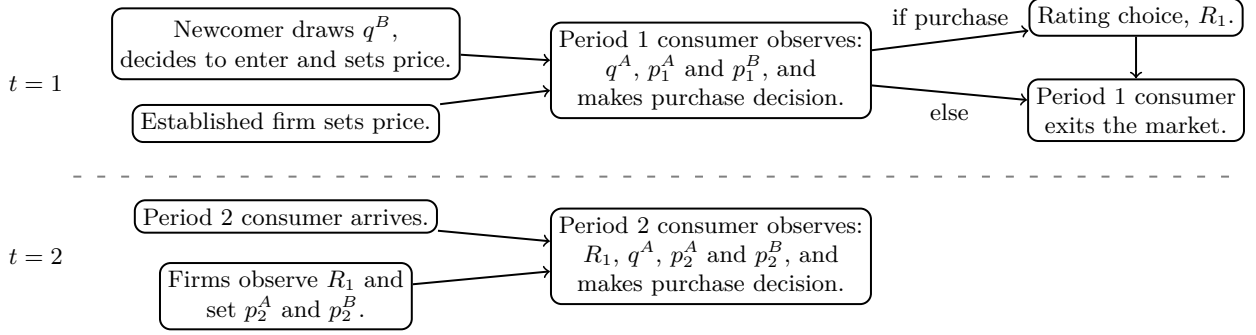 t = 1
Newcomer draws q^B,
decides to enter and sets price.
Established firm sets price.
Period 1 consumer observes:
q^A, p_1^A and p_1^B, and
makes purchase decision.
if purchase
else
Rating choice, R_1.
Period 1 consumer
exits the market.
t = 2
Period 2 consumer arrives.
Firms observe R_1 and
set p_2^A and p_2^B.
Period 2 consumer observes:
R_1, q^A, p_2^A and p_2^B, and
makes purchase decision.